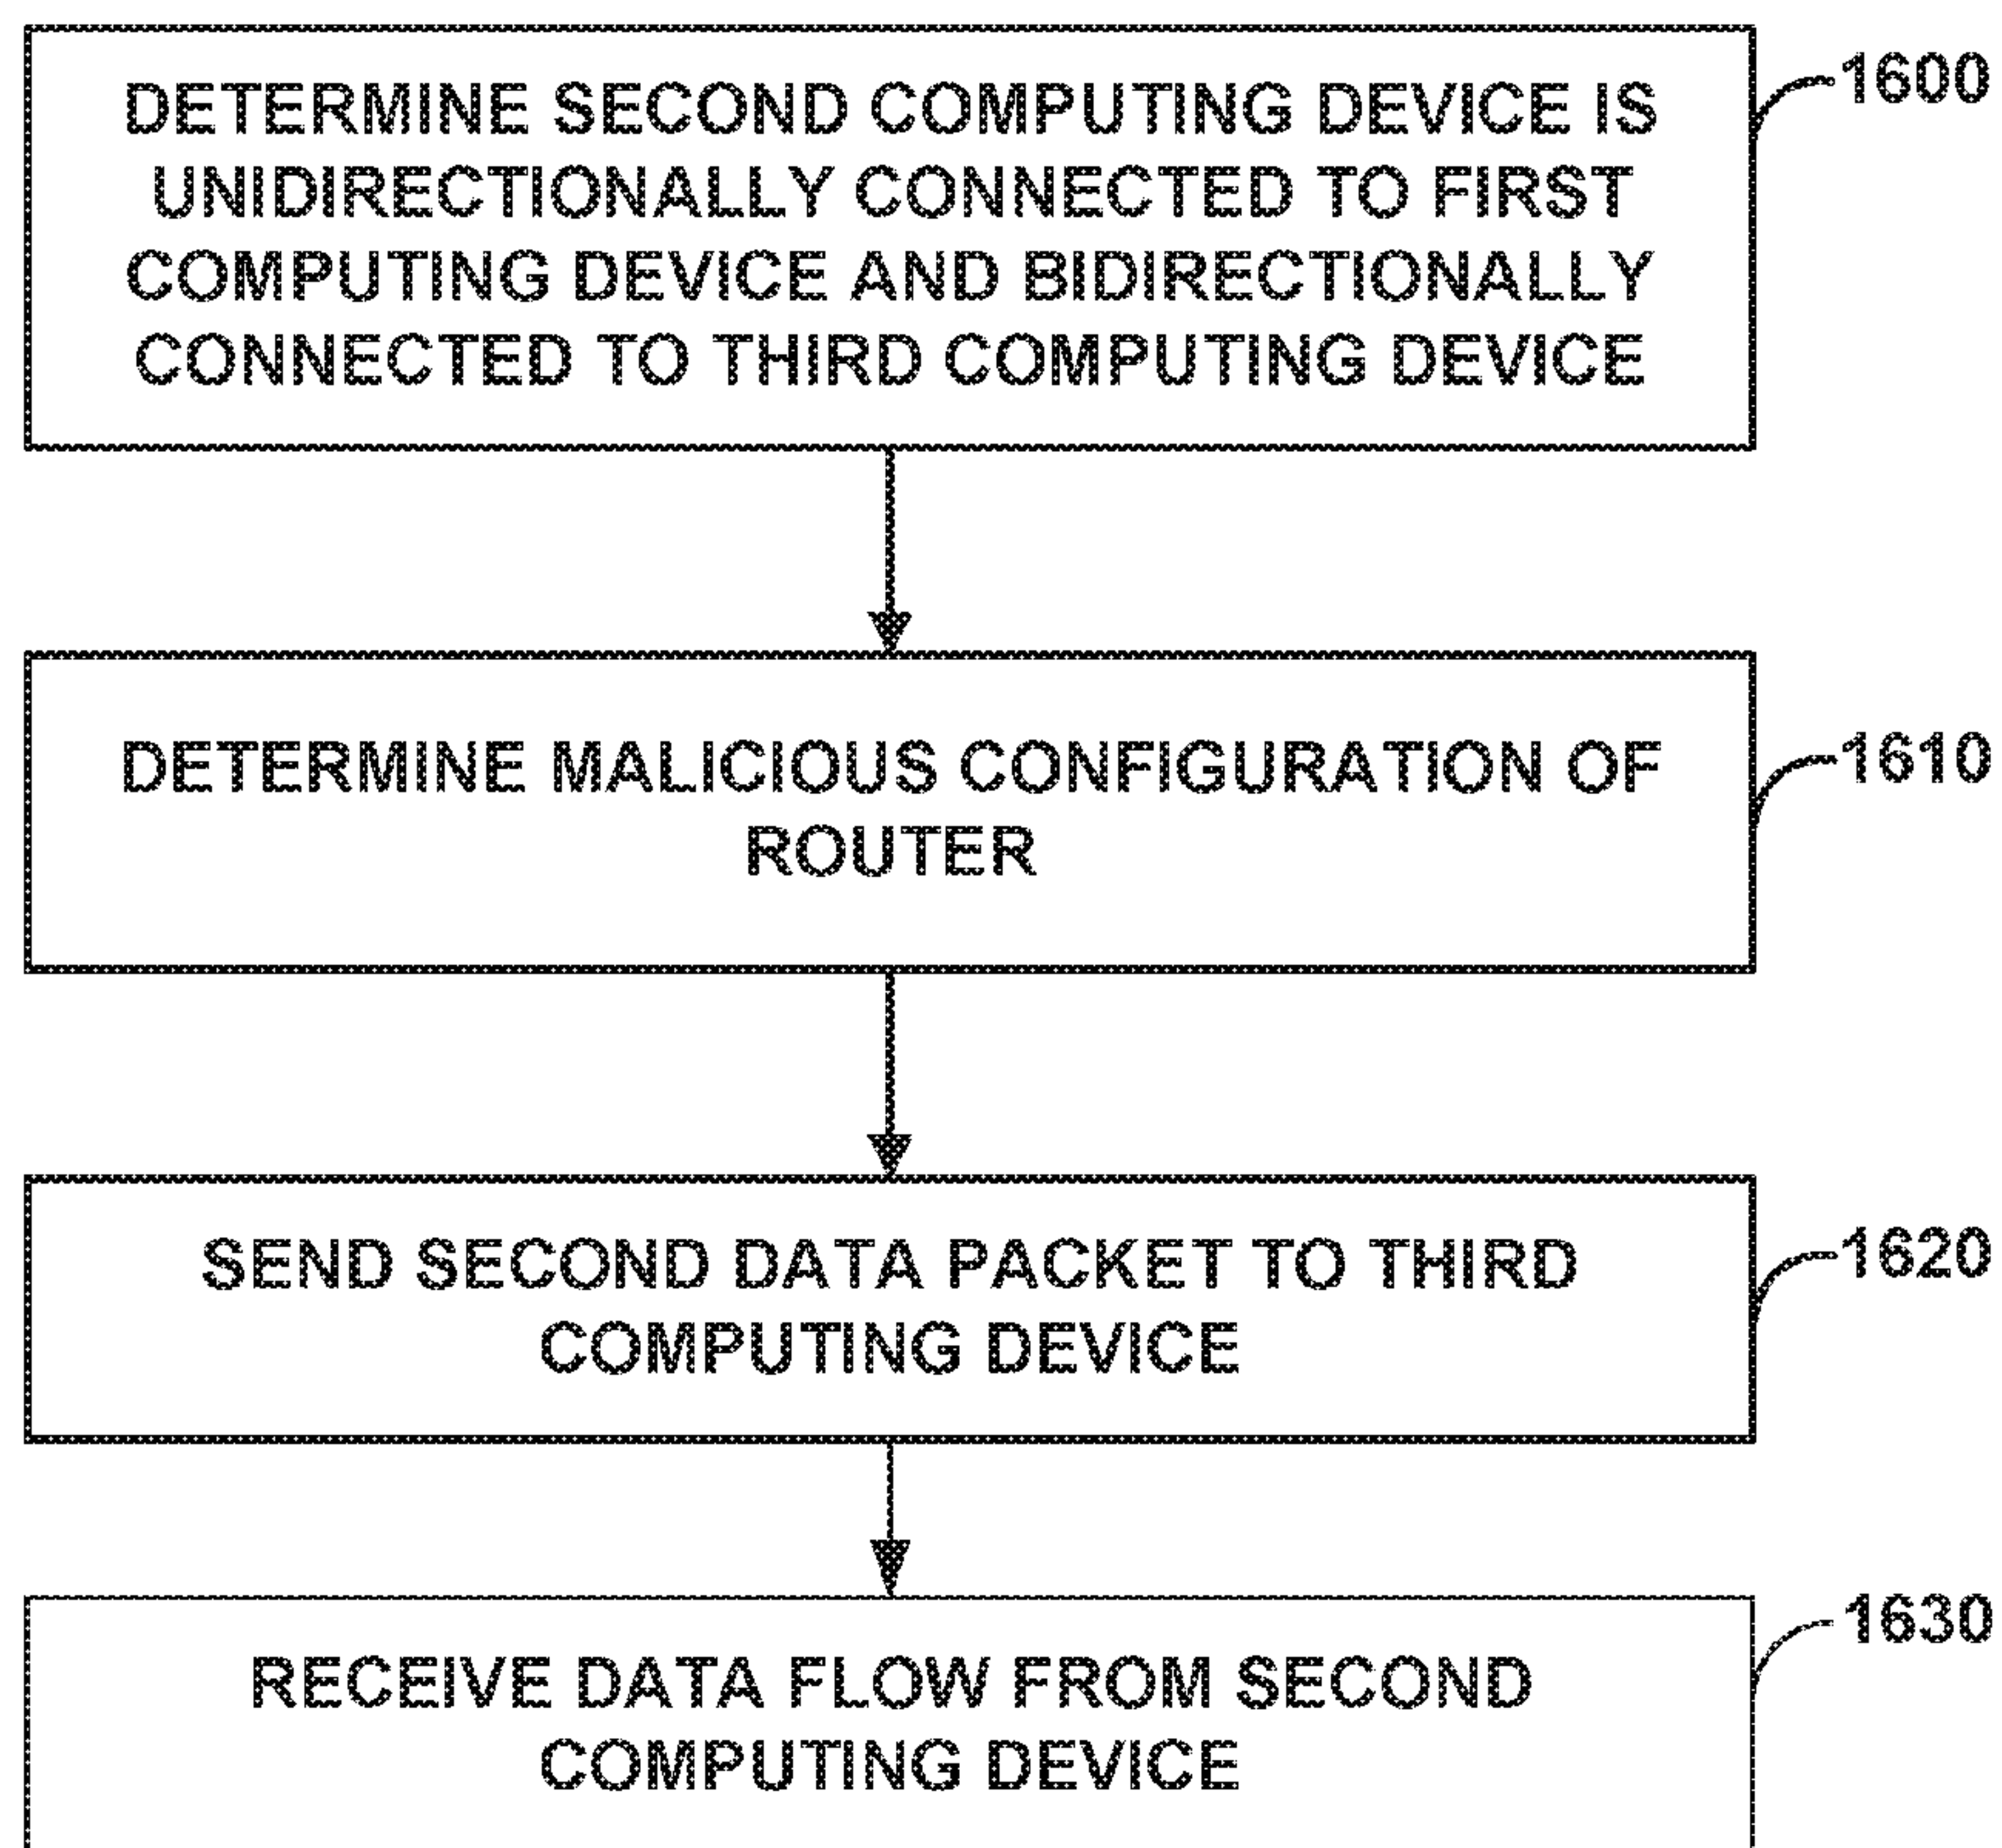 DETERMINE SECOND COMPUTING DEVICE IS
UNIDIRECTIONALLY CONNECTED TO FIRST
COMPUTING DEVICE AND BIDIRECTIONALLY
CONNECTED TO THIRD COMPUTING DEVICE
1600
DETERMINE MALICIOUS CONFIGURATION OF
ROUTER
1610
SEND SECOND DATA PACKET TO THIRD
COMPUTING DEVICE
1620
RECEIVE DATA FLOW FROM SECOND
COMPUTING DEVICE
1630